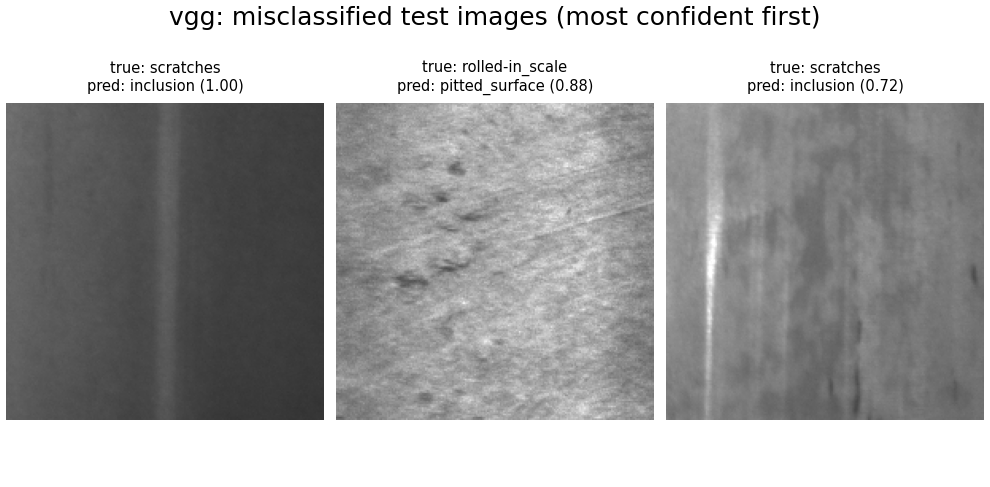 vgg: misclassified test images (most confident first)
true: scratches
pred: inclusion (1.00)
true: rolled-in_scale
pred: pitted_surface (0.88)
true: scratches
pred: inclusion (0.72)